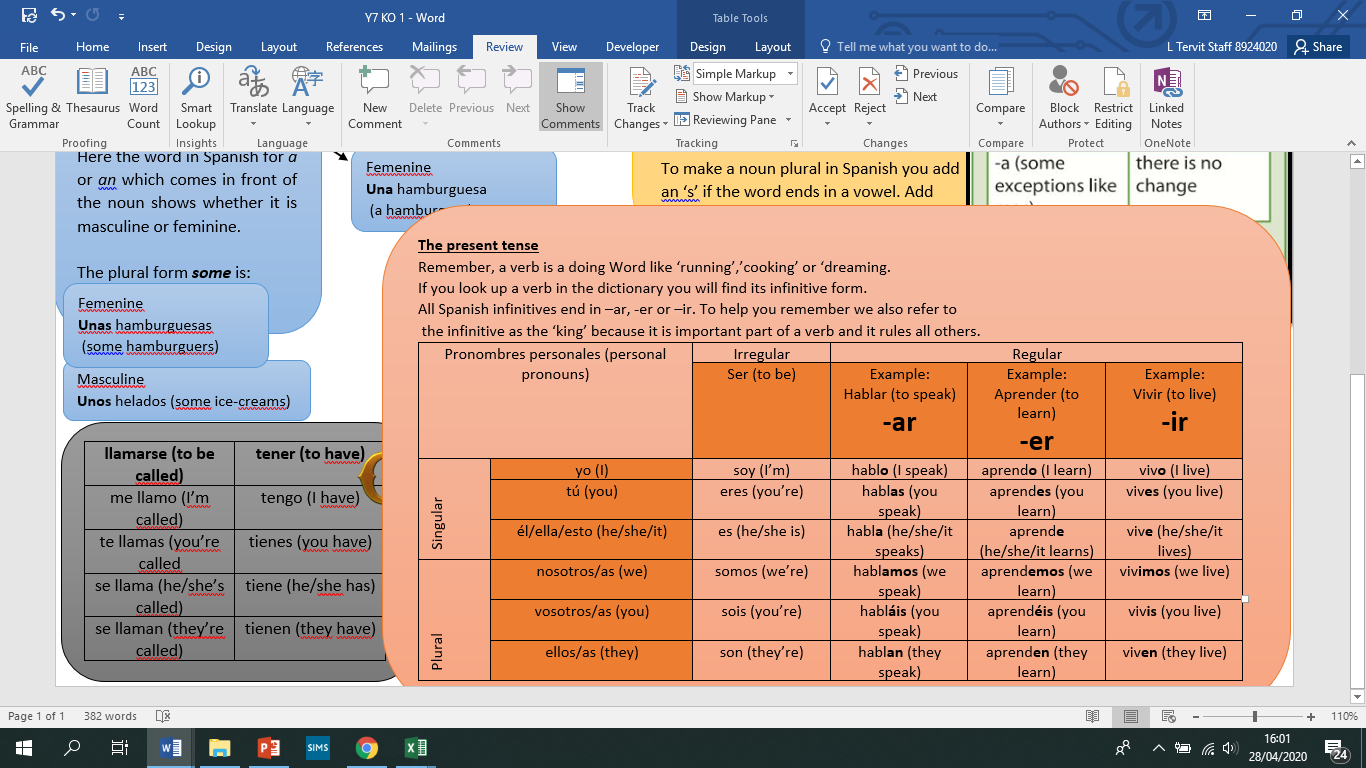 Y7 KO 1 - Word
Table Tools
File
Home
Insert
Design
Layout
References
Mailings
Review
View
Developer
Design
Layout
Tell me what you want to do...
L Tervit Staff 8924020
Share
ABC
Spelling &
Grammar
Thesaurus
ABC
123
Word
Count
Proofing
Smart
Lookup
Insights
Translate
Language
Language
New
Comment
Delete
Previous
Next
Show
Comments
Comments
Track
Changes
Simple Markup
Show Markup
Reviewing Pane
Tracking
Accept
Reject
Previous
Next
Changes
Compare
Compare
Block
Authors
Restrict
Editing
Protect
Linked
Notes
OneNote
Here the word in Spanish for a
or an which comes in front of
the noun shows whether it is
masculine or feminine.
The plural form some is:
Femenine
Unas hamburguesas
(some hamburguers)
Masculine
Unos helados (some ice-creams)
Femenine
Una hamburguesa
To make a noun plural in Spanish you add
an ‘s’ if the word ends in a vowel. Add
-a (some
exceptions like
there is no
change
llamarse (to be
called)
tener (to have)
me llamo (I’m
called)
tengo (I have)
te llamas (you’re
called
tienes (you have)
se llama (he/she’s
called)
tiene (he/she has)
se llaman (they’re
called)
tienen (they have)
The present tense
Remember, a verb is a doing Word like ‘running’,’cooking’ or ‘dreaming.
If you look up a verb in the dictionary you will find its infinitive form.
All Spanish infinitives end in –ar, -er or –ir. To help you remember we also refer to
the infinitive as the ‘king’ because it is important part of a verb and it rules all others.
Pronombres personales (personal
pronouns)
Irregular
Regular
Ser (to be)
Example:
Hablar (to speak)
-ar
Example:
Aprender (to
learn)
-er
Example:
Vivir (to live)
-ir
Singular
yo (I)
soy (I’m)
hablo (I speak)
aprendo (I learn)
vivo (I live)
tú (you)
eres (you’re)
hablas (you
speak)
aprendes (you
learn)
vives (you live)
él/ella/esto (he/she/it)
es (he/she is)
habla (he/she/it
speaks)
aprende
(he/she/it learns)
vive (he/she/it
lives)
Plural
nosotros/as (we)
somos (we’re)
hablamos (we
speak)
aprendemos (we
learn)
vivimos (we live)
vosotros/as (you)
sois (you’re)
habláis (you
speak)
aprendéis (you
learn)
vivis (you live)
ellos/as (they)
son (they’re)
hablan (they
speak)
aprenden (they
learn)
viven (they live)
Page 1 of 1
382 words
110%
SIMS
16:01
28/04/2020
24